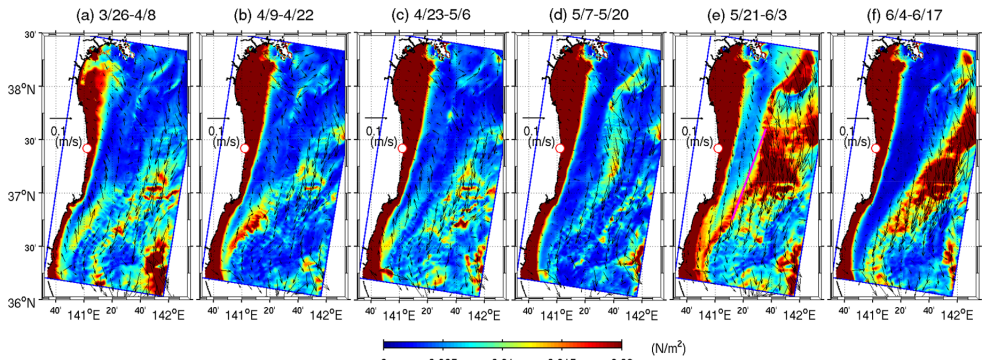 (a) 3/26-4/8 (b) 4/9-4/22 (c) 4/23-5/6 (d) 5/7-5/20 (e) 5/21-6/3 (f) 6/4-6/17
30'
38°N
30'
37°N
30'
36°N
0.1 0.1 0.1 0.1 0.1 0.1
(m/s) (m/s) (m/s) (m/s) (m/s) (m/s)
40' 141°E 20' 40' 142°E 40' 141°E 20' 40' 142°E 40' 141°E 20' 40' 142°E 40' 141°E 20' 40' 142°E 40' 141°E 20' 40' 142°E 40' 141°E 20' 40' 142°E
(N/m²)